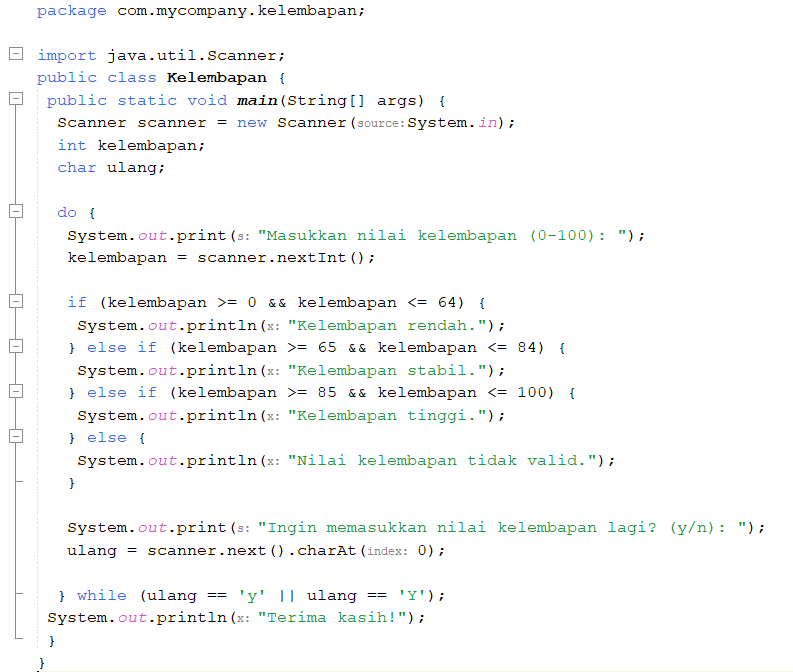 package com.mycompany.kelembapan;
import java.util.Scanner;
public class Kelembapan {
public static void main(String[] args) {
Scanner scanner = new Scanner(source:System.in);
int kelembapan;
char ulang;
do {
System.out.print(s: "Masukkan nilai kelembapan (0-100): ");
kelembapan = scanner.nextInt();
if (kelembapan >= 0 && kelembapan <= 64) {
System.out.println(x: "Kelembapan rendah.");
} else if (kelembapan >= 65 && kelembapan <= 84) {
System.out.println(x: "Kelembapan stabil.");
} else if (kelembapan >= 85 && kelembapan <= 100) {
System.out.println(x: "Kelembapan tinggi.");
} else {
System.out.println(x: "Nilai kelembapan tidak valid.");
}
System.out.print(s: "Ingin memasukkan nilai kelembapan lagi? (y/n): ");
ulang = scanner.next().charAt(index: 0);
} while (ulang == 'y' || ulang == 'Y');
System.out.println(x: "Terima kasih!");
}
}